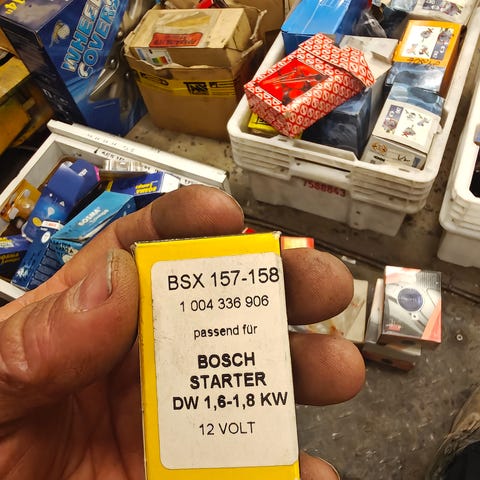 WHEEL
COVERS
7588843
BSX 157-158
1 004 336 906
passend für
BOSCH
STARTER
DW 1,6-1,8 KW
12 VOLT